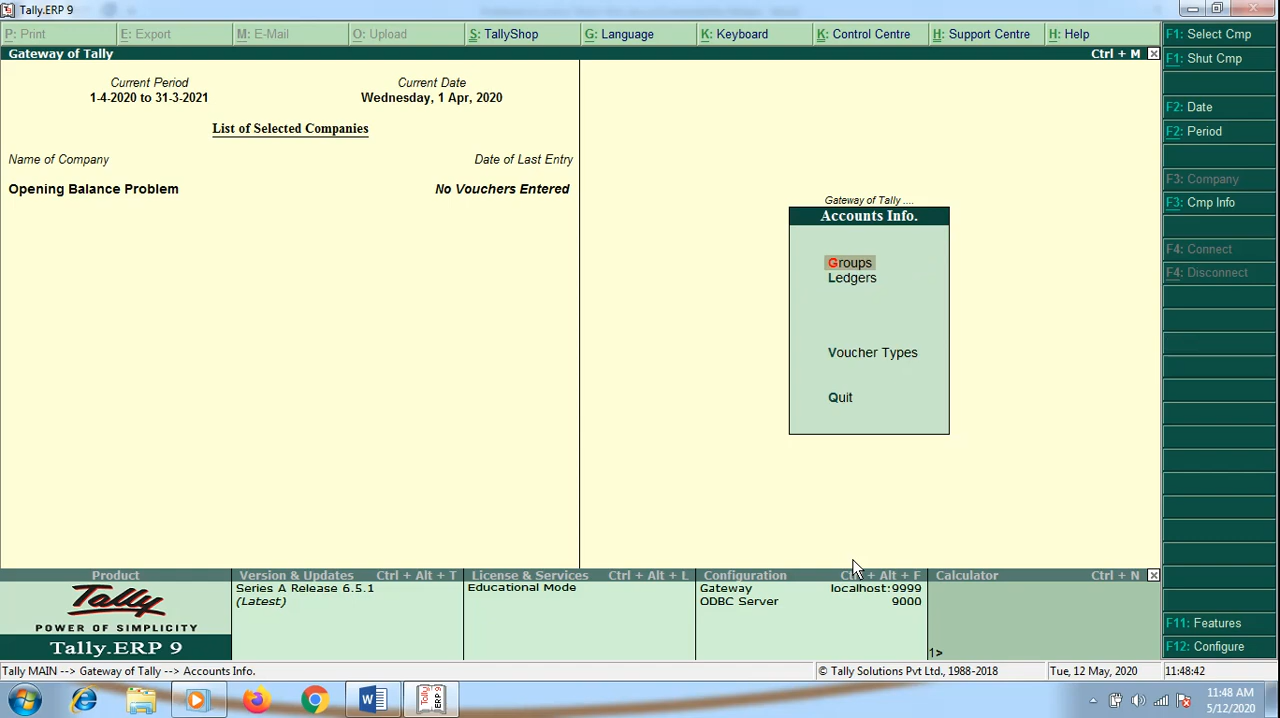 Tally.ERP 9
P: Print
E: Export
M: E-Mail
O: Upload
S: TallyShop
G: Language
K: Keyboard
K: Control Centre
H: Support Centre
H: Help
F1: Select Cmp
Gateway of Tally
Ctrl + M
F1: Shut Cmp
Current Period
Current Date
1-4-2020 to 31-3-2021
Wednesday, 1 Apr, 2020
F2: Date
List of Selected Companies
F2: Period
Name of Company
Date of Last Entry
Opening Balance Problem
No Vouchers Entered
F3: Company
F3: Cmp Info
Gateway of Tally ....
Accounts Info.
Groups
Ledgers
Voucher Types
Quit
F4: Connect
F4: Disconnect
Product
Version & Updates
Ctrl + Alt + T
License & Services
Ctrl + Alt + L
Configuration
Ctrl + Alt + F
Calculator
Ctrl + N
Tally
POWER OF SIMPLICITY
Tally.ERP 9
Series A Release 6.5.1
(Latest)
Educational Mode
Gateway
localhost:9999
ODBC Server
9000
1>
F11: Features
F12: Configure
Tally MAIN --> Gateway of Tally --> Accounts Info.
© Tally Solutions Pvt Ltd., 1988-2018
Tue, 12 May, 2020
11:48:42
Tally
ERP 9
11:48 AM
5/12/2020